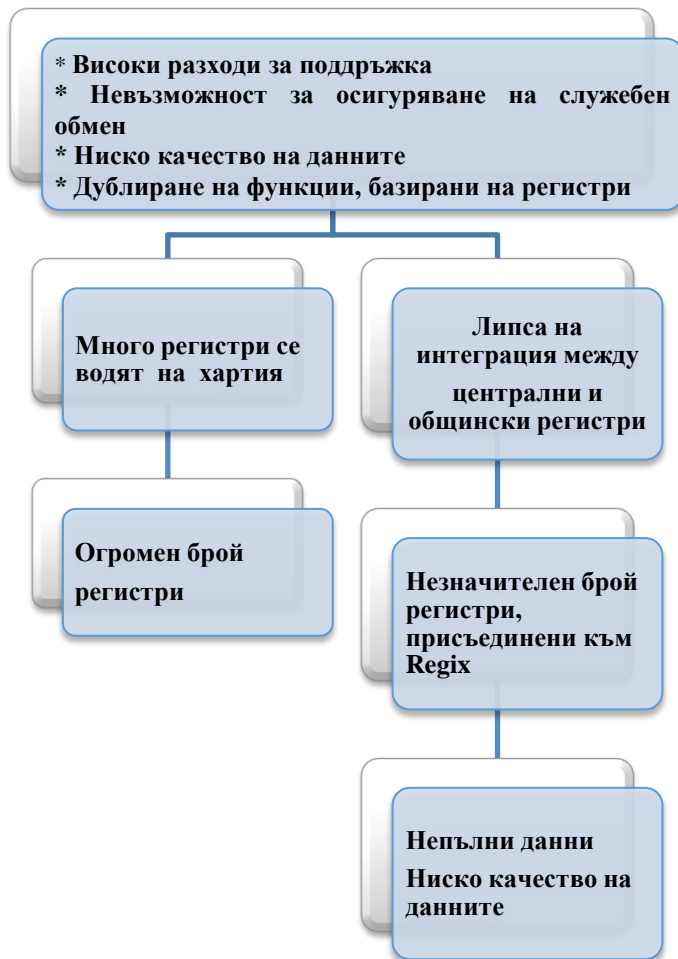 * Високи разходи за поддръжка
* Невъзможност за осигуряване на служебен
обмен
* Ниско качество на данните
* Дублиране на функции, базирани на регистри
Много регистри се
водят на хартия
Липса на
интеграция между
централни и
общински регистри
Огромен брой
регистри
Незначителен брой
регистри,
присъединени към
Regix
Непълни данни
Ниско качество на
данните